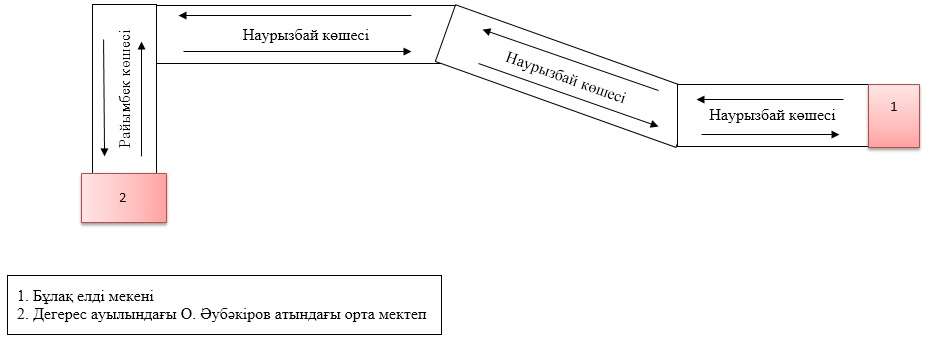 Наурызбай көшесі
Райымбек көшесі
Наурызбай көшесі
Наурызбай көшесі
1
2
1. Бұлақ елді мекені
2. Дегерес ауылындағы О. Әубәкіров атындағы орта мектеп